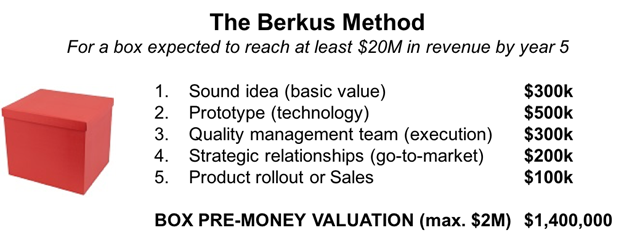 The Berkus Method
For a box expected to reach at least $20M in revenue by year 5
1. Sound idea (basic value) $300k
2. Prototype (technology) $500k
3. Quality management team (execution) $300k
4. Strategic relationships (go-to-market) $200k
5. Product rollout or Sales $100k
BOX PRE-MONEY VALUATION (max. $2M) $1,400,000